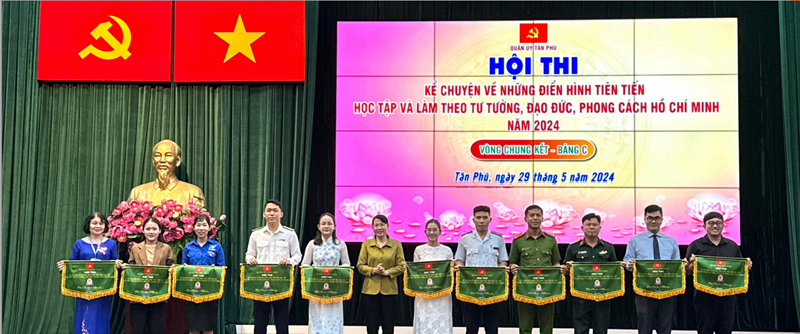 QUẬN ỦY TÂN PHÚ
HỘI THI
KỂ CHUYỆN VỀ NHỮNG ĐIỂN HÌNH TIÊN TIẾN
HỌC TẬP VÀ LÀM THEO TƯ TƯỞNG, ĐẠO ĐỨC, PHONG CÁCH HỒ CHÍ MINH
NĂM 2024
VÒNG CHUNG KẾT - BẢNG C
Tân Phú, ngày 29 tháng 5 năm 2024